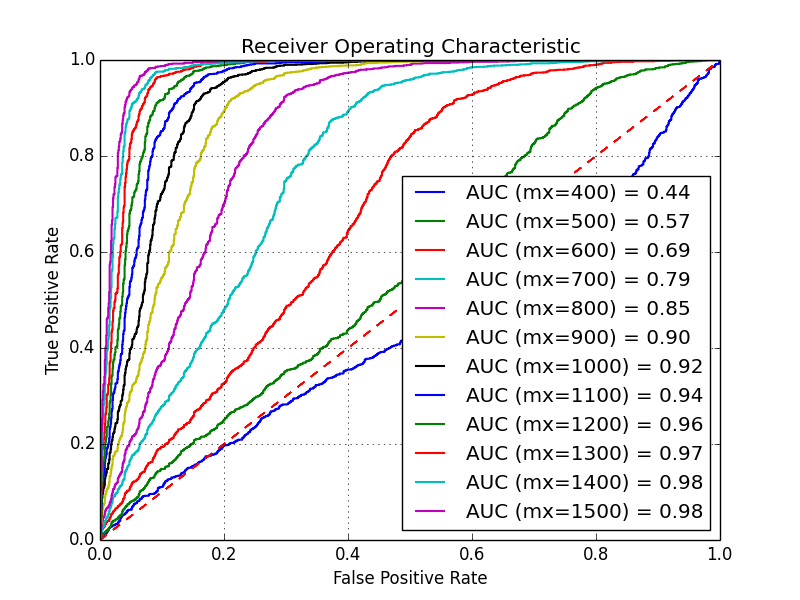 Receiver Operating Characteristic
1.0
0.8
0.6
0.4
0.2
0.0
True Positive Rate
AUC (mx=400) = 0.44
AUC (mx=500) = 0.57
AUC (mx=600) = 0.69
AUC (mx=700) = 0.79
AUC (mx=800) = 0.85
AUC (mx=900) = 0.90
AUC (mx=1000) = 0.92
AUC (mx=1100) = 0.94
AUC (mx=1200) = 0.96
AUC (mx=1300) = 0.97
AUC (mx=1400) = 0.98
AUC (mx=1500) = 0.98
0.0 0.2 0.4 0.6 0.8 1.0
False Positive Rate